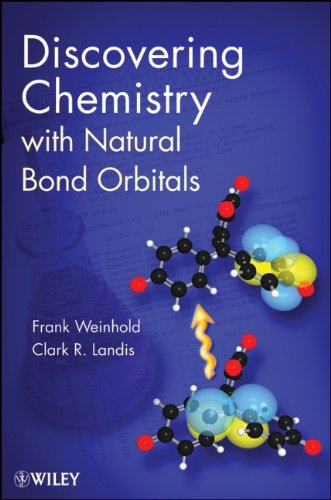 Discovering
Chemistry
with Natural
Bond Orbitals
Frank Weinhold
Clark R. Landis
WILEY